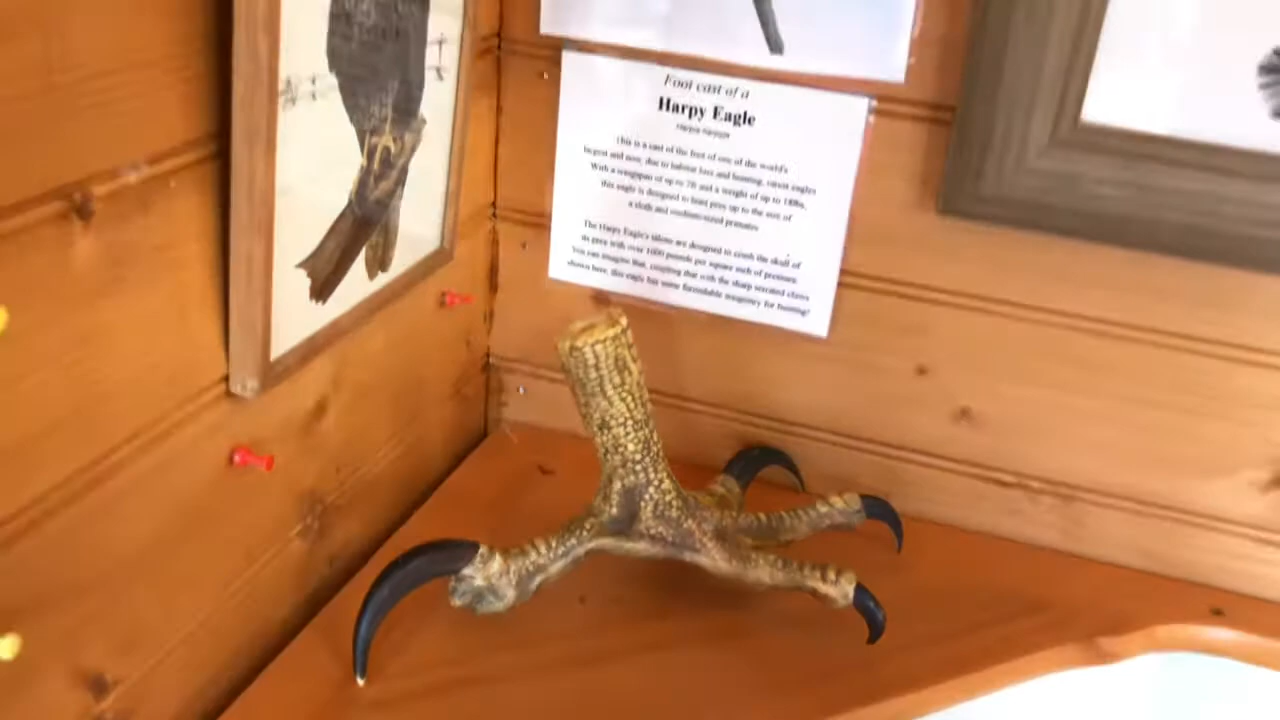 Foot cast of a
Harpy Eagle
This is a cast of the foot of one of the world's
largest and now, due to habitat loss and hunting, rarest eagles
With a wingspan of up to and a weight of up to
this eagle is designed to hunt prey up to the size of
a sloth and medium-sized primates
The Harpy Eagle's talons are designed to crush the skull of
its prey with over 1000 pounds per square inch of pressure
You can imagine that, coupling that with the sharp serrated claws
shown here, this eagle has some formidable weaponry for hunting!